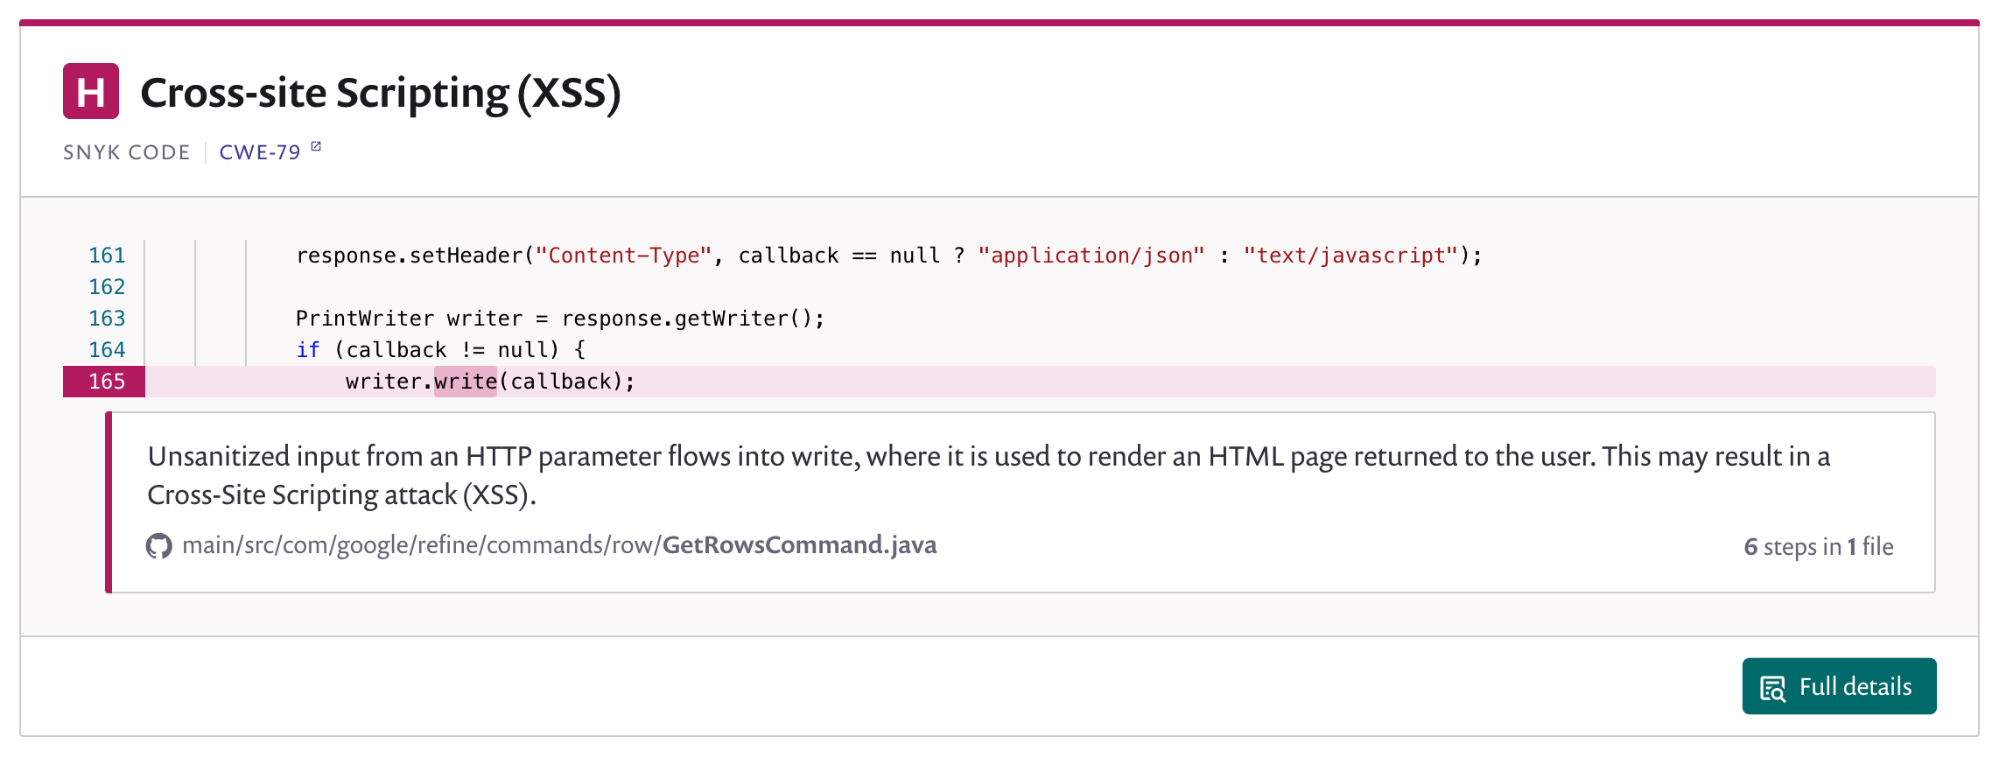 H Cross-site Scripting (XSS)
SNYK CODE | CWE-79
161 response.setHeader("Content-Type", callback == null ? "application/json" : "text/javascript");
162
163 PrintWriter writer = response.getWriter();
164 if (callback != null) {
165 writer.write(callback);
Unsanitized input from an HTTP parameter flows into write, where it is used to render an HTML page returned to the user. This may result in a
Cross-Site Scripting attack (XSS).
main/src/com/google/refine/commands/row/GetRowsCommand.java 6 steps in 1 file
Full details